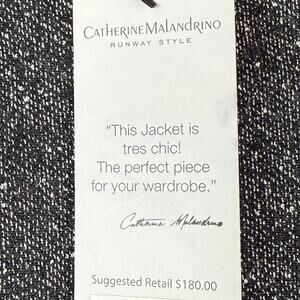 CATHERINE MALANDRINO
RUNWAY STYLE
"This Jacket is
tres chic!
The perfect piece
for your wardrobe."
Catherine Malandrino
Suggested Retail $180.00